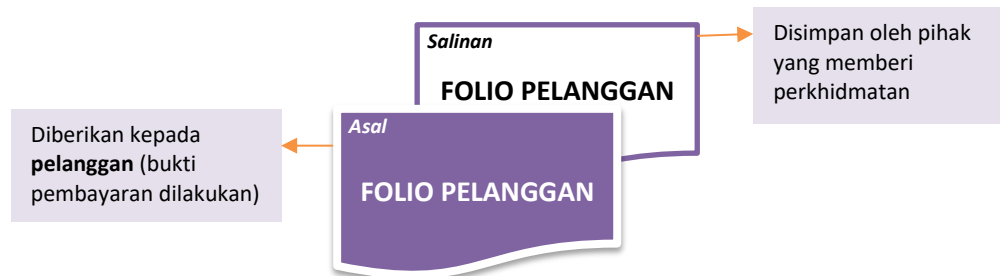 Salinan
FOLIO PELANGGAN
Disimpan oleh pihak
yang memberi
perkhidmatan
Asal
FOLIO PELANGGAN
Diberikan kepada
pelanggan (bukti
pembayaran dilakukan)